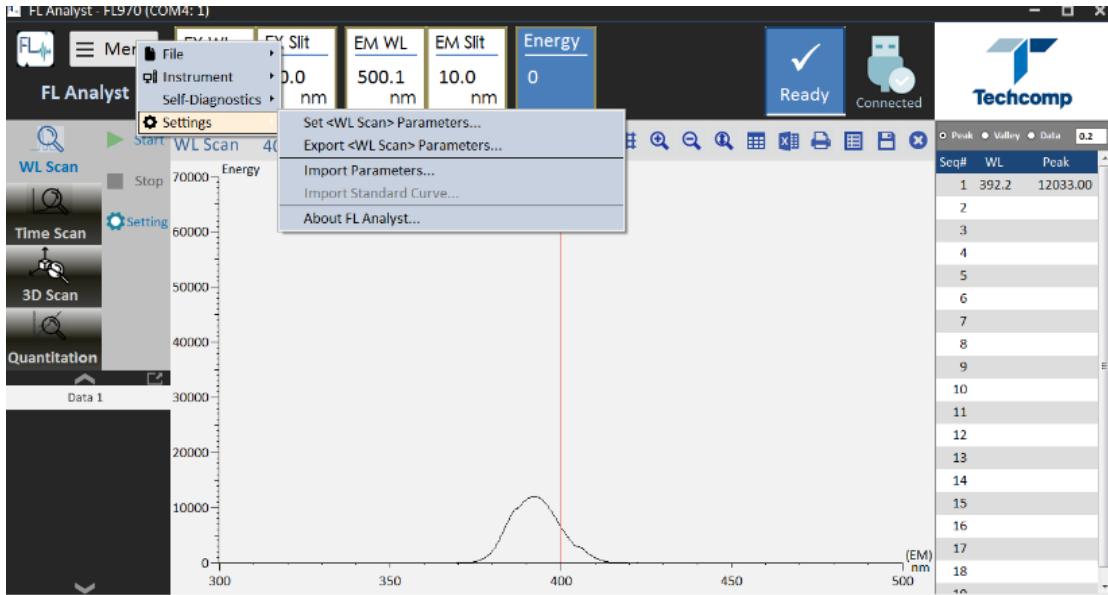 FL Analyst - FL970 (COM4: 1)
FL
FL Analyst
File
Instrument
Self-Diagnostics
Settings
EX Slit
0.0
nm
EM WL
500.1
nm
EM Slit
10.0
nm
Energy
0
Ready
Connected
Techcomp
Set <WL Scan> Parameters...
Export <WL Scan> Parameters...
Import Parameters...
Import Standard Curve...
About FL Analyst...
WL Scan
Time Scan
3D Scan
Quantitation
Data 1
Start
Stop
Setting
WL Scan 40
Energy
70000
60000
50000
40000
30000
20000
10000
0
300 350 400 450 500
(EM)
nm
Peak Valley Data 0.2
Seq# WL Peak
1 392.2 12033.00
2
3
4
5
6
7
8
9
10
11
12
13
14
15
16
17
18